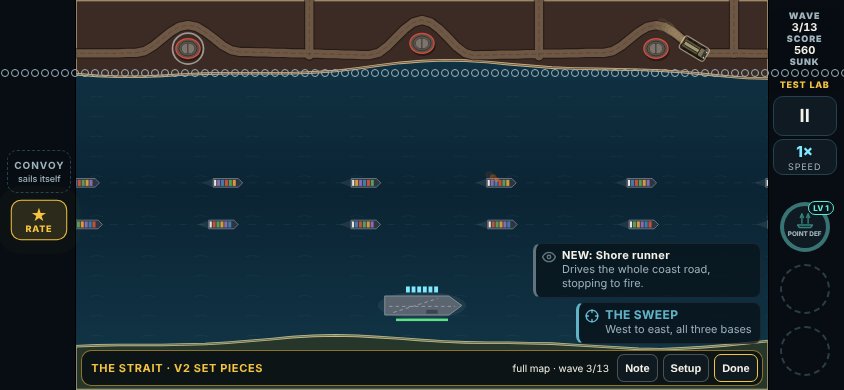 WAVE
3/13
SCORE
560
SUNK
TEST LAB
II
1×
SPEED
LV 1
POINT DEF
CONVOY
sails itself
★
RATE
NEW: Shore runner
Drives the whole coast road,
stopping to fire.
THE SWEEP
West to east, all three bases
THE STRAIT · V2 SET PIECES
full map · wave 3/13
Note
Setup
Done